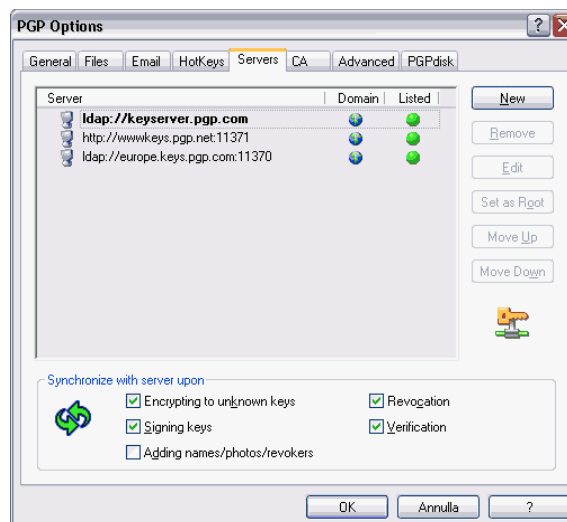 PGP Options
General Files Email HotKeys Servers CA Advanced PGPdisk
Server Domain Listed
ldap://keyserver.pgp.com
http://wwwkeys.pgp.net:11371
ldap://europe.keys.pgp.com:11370
New
Remove
Edit
Set as Root
Move Up
Move Down
Synchronize with server upon
Encrypting to unknown keys Revocation
Signing keys Verification
Adding names/photos/revokers
OK Annulla ?